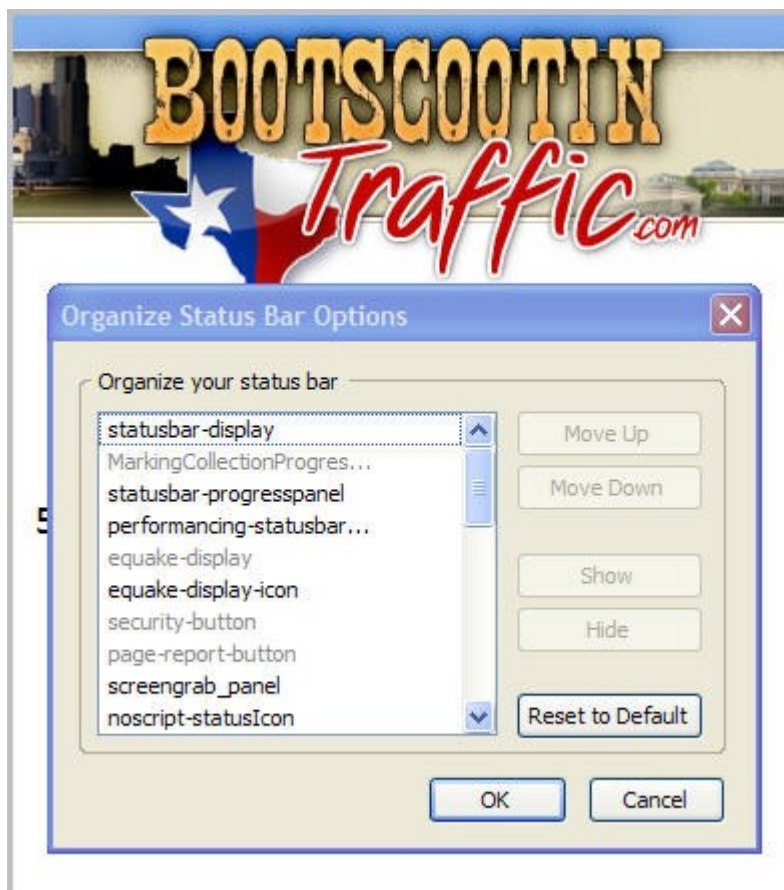 BOOTSCOOTIN
Traffic.com
Organize Status Bar Options
Organize your status bar
statusbar-display
MarkingCollectionProgres...
statusbar-progresspanel
performancing-statusbar...
equake-display
equake-display-icon
security-button
page-report-button
screengrab_panel
noscript-statusIcon
Move Up
Move Down
Show
Hide
Reset to Default
OK
Cancel
5